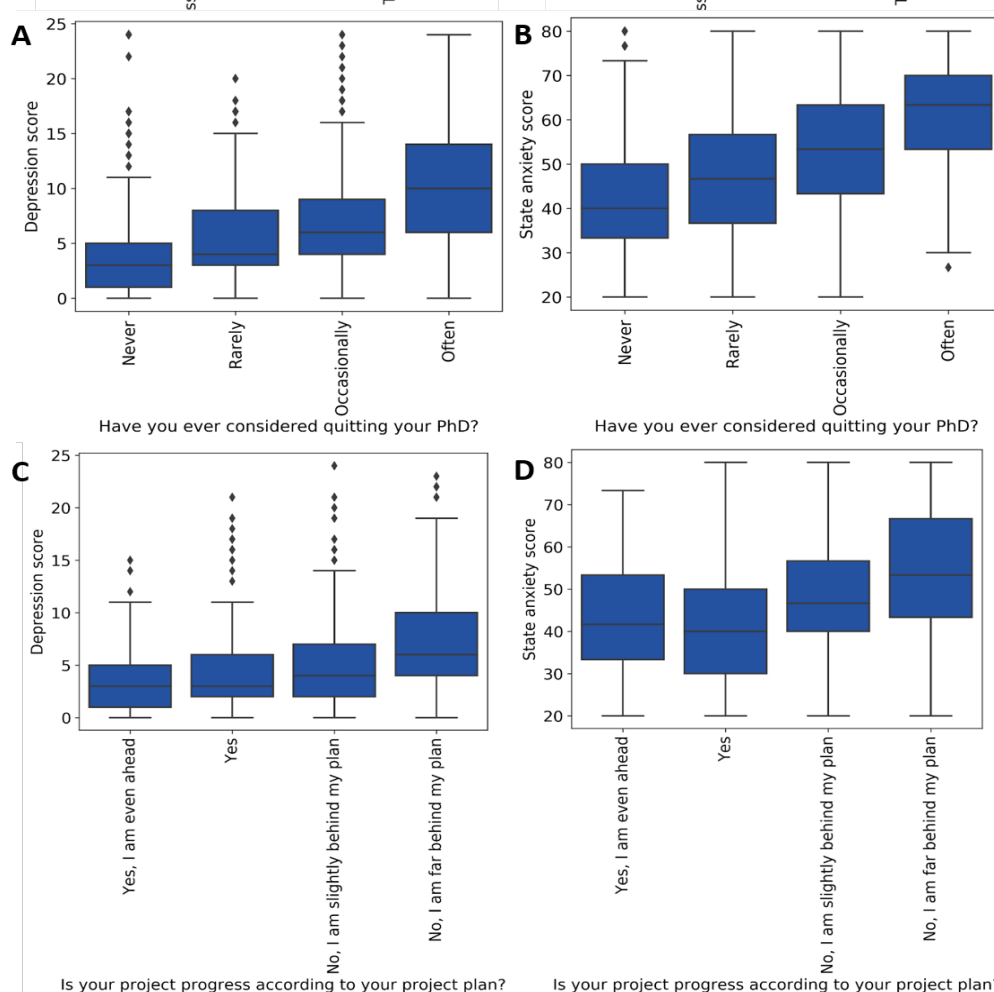 A
Depression score
25
20
15
10
5
0
Never
Rarely
Occasionally
Often
Have you ever considered quitting your PhD?
B
State anxiety score
80
70
60
50
40
30
20
Never
Rarely
Occasionally
Often
Have you ever considered quitting your PhD?
C
Depression score
25
20
15
10
5
0
Yes, I am even ahead
Yes
No, I am slightly behind my plan
No, I am far behind my plan
Is your project progress according to your project plan?
D
State anxiety score
80
70
60
50
40
30
20
Yes, I am even ahead
Yes
No, I am slightly behind my plan
No, I am far behind my plan
Is your project progress according to your project plan?